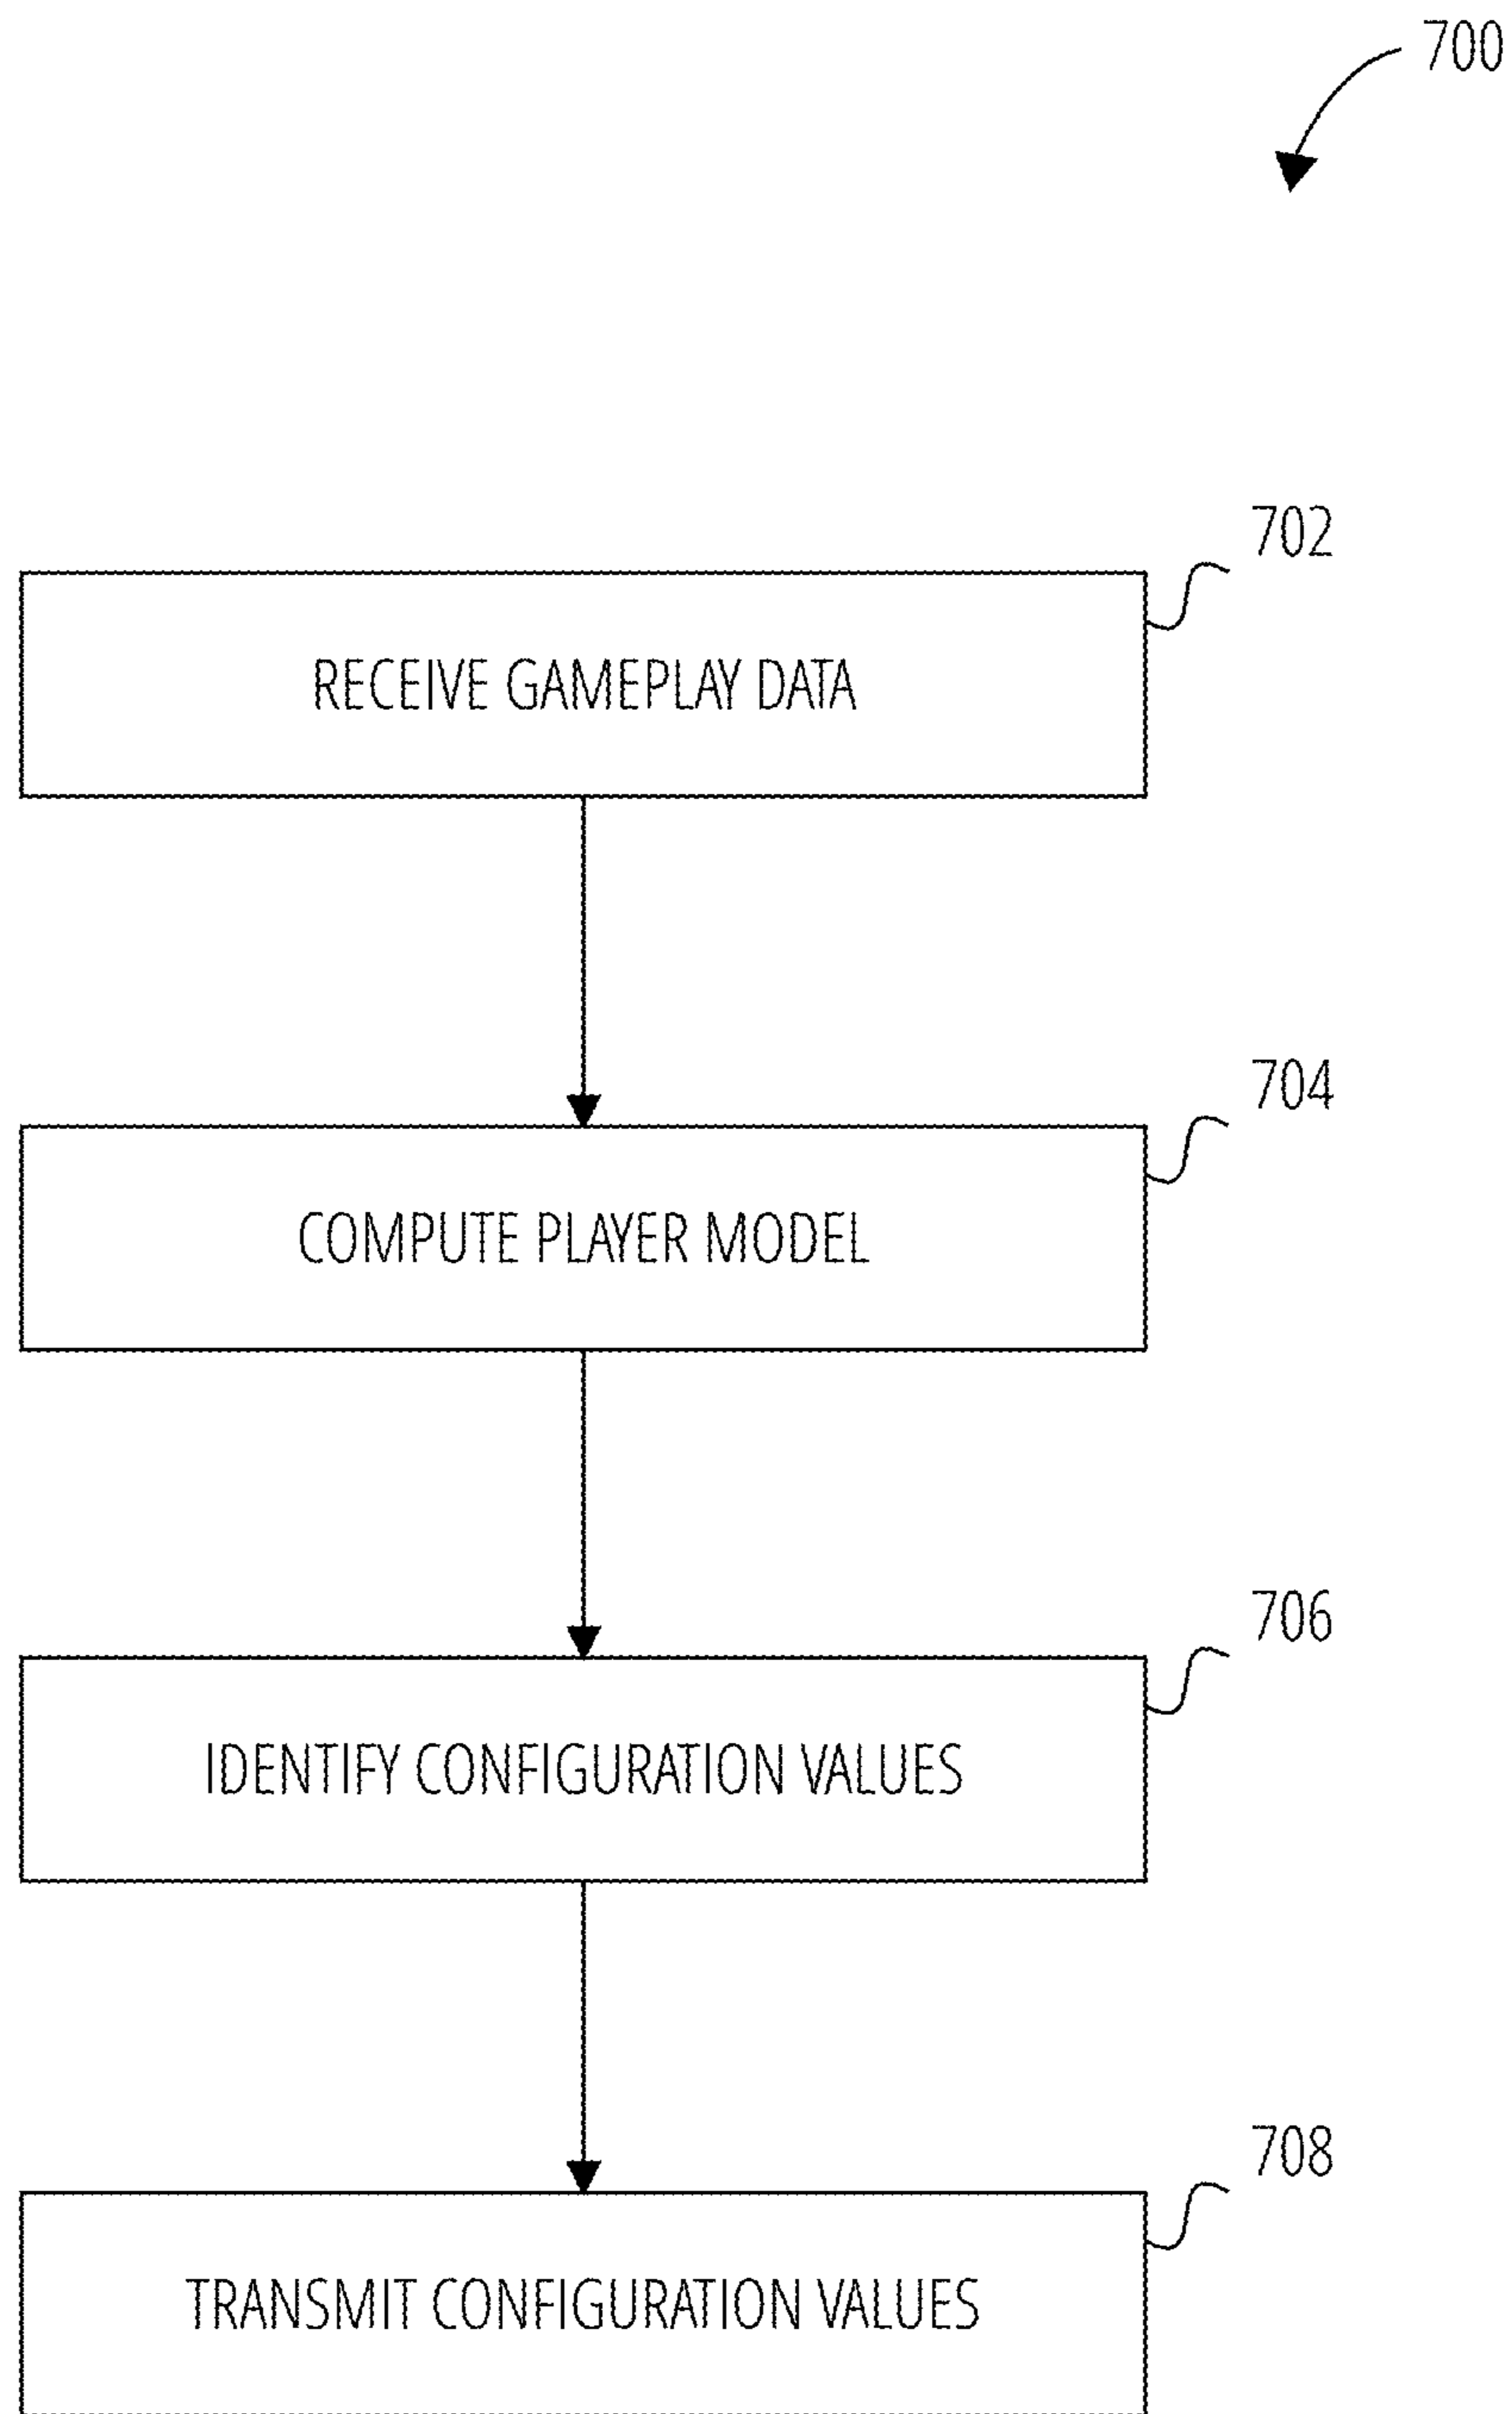 700
702
RECEIVE GAMEPLAY DATA
704
COMPUTE PLAYER MODEL
706
IDENTIFY CONFIGURATION VALUES
708
TRANSMIT CONFIGURATION VALUES